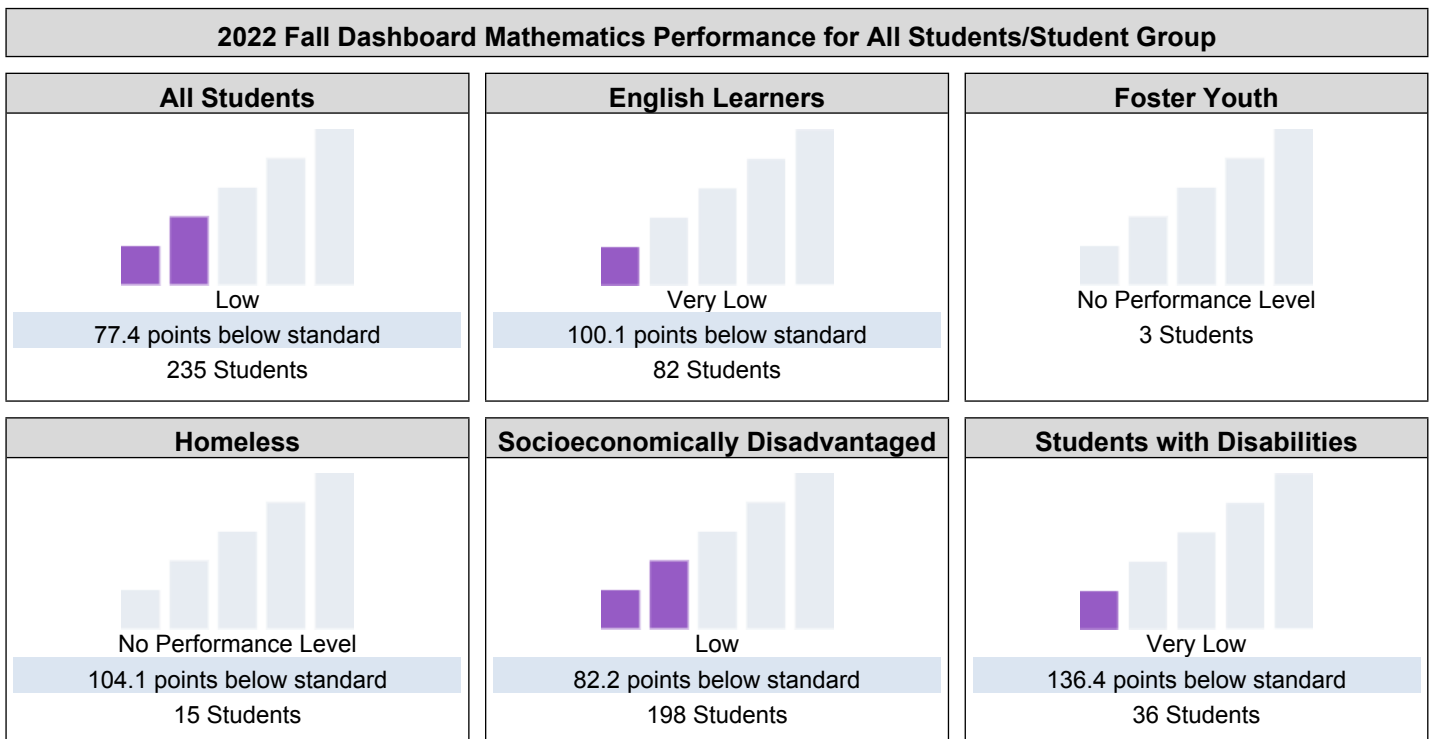 2022 Fall Dashboard Mathematics Performance for All Students/Student Group
All Students
Low
77.4 points below standard
235 Students
English Learners
Very Low
100.1 points below standard
82 Students
Foster Youth
No Performance Level
3 Students
Homeless
No Performance Level
104.1 points below standard
15 Students
Socioeconomically Disadvantaged
Low
82.2 points below standard
198 Students
Students with Disabilities
Very Low
136.4 points below standard
36 Students